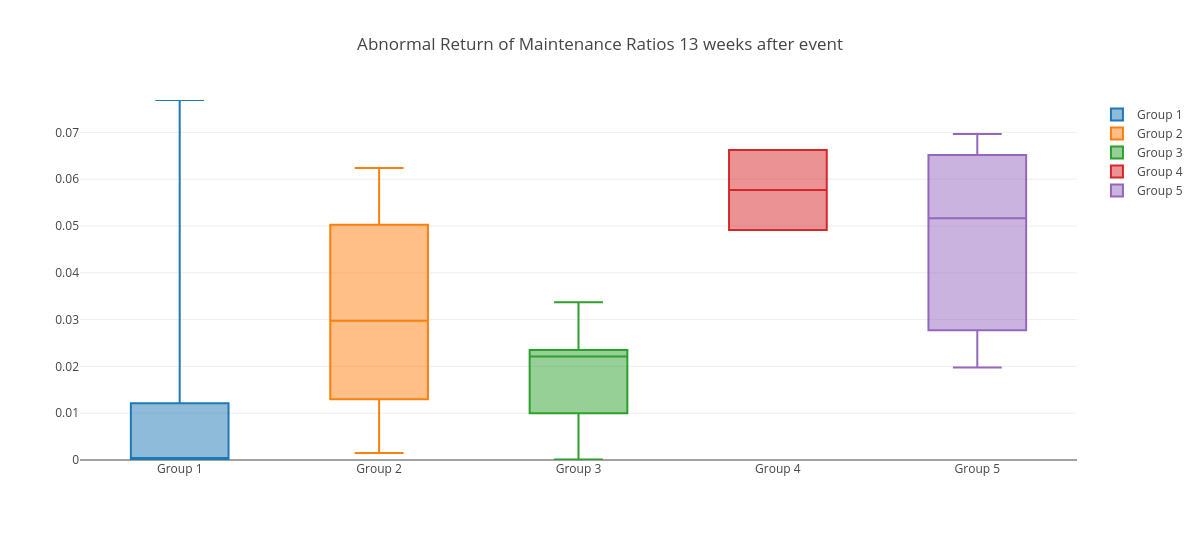 Abnormal Return of Maintenance Ratios 13 weeks after event
0.07
0.06
0.05
0.04
0.03
0.02
0.01
0
Group 1
Group 2
Group 3
Group 4
Group 5
Group 1
Group 2
Group 3
Group 4
Group 5